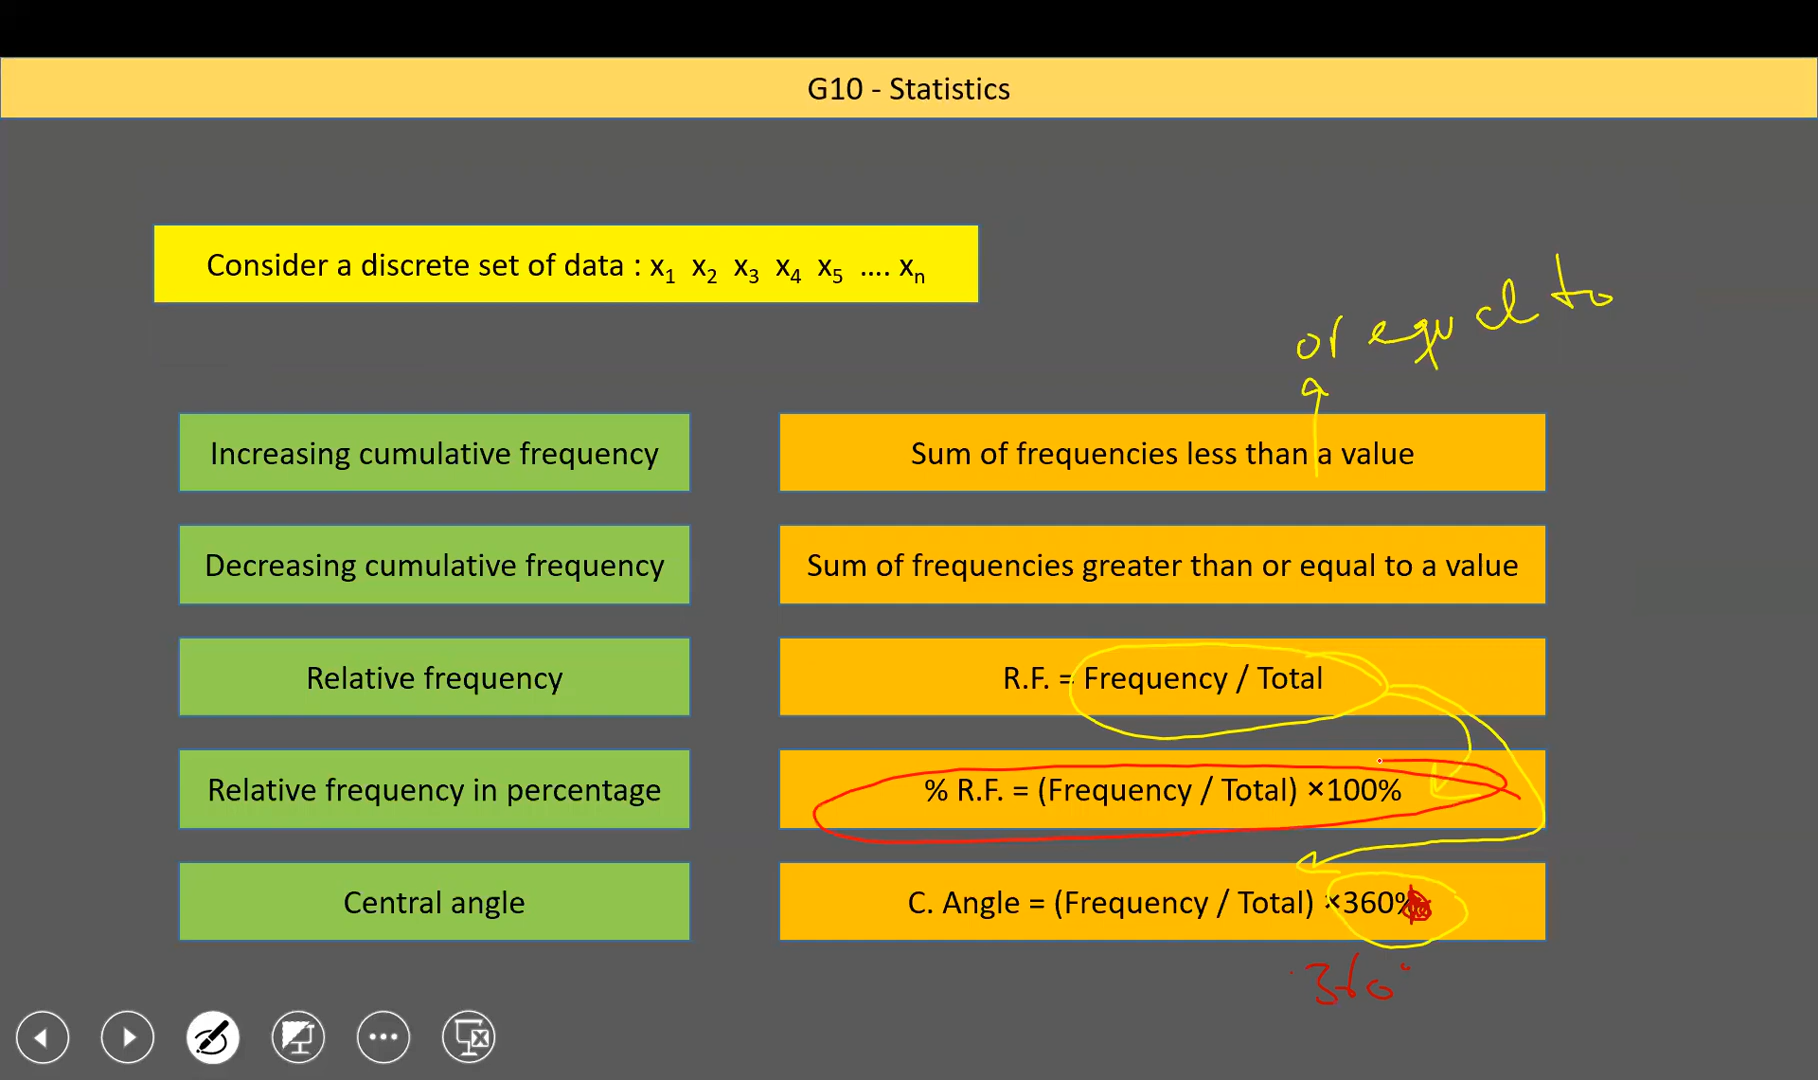 G10 - Statistics
Consider a discrete set of data : x₁ x₂ x₃ x₄ x₅ .... xₙ
or equal to
Increasing cumulative frequency
Sum of frequencies less than a value
Decreasing cumulative frequency
Sum of frequencies greater than or equal to a value
Relative frequency
R.F. = Frequency / Total
Relative frequency in percentage
% R.F. = (Frequency / Total) ×100%
Central angle
C. Angle = (Frequency / Total) ×360%
360°